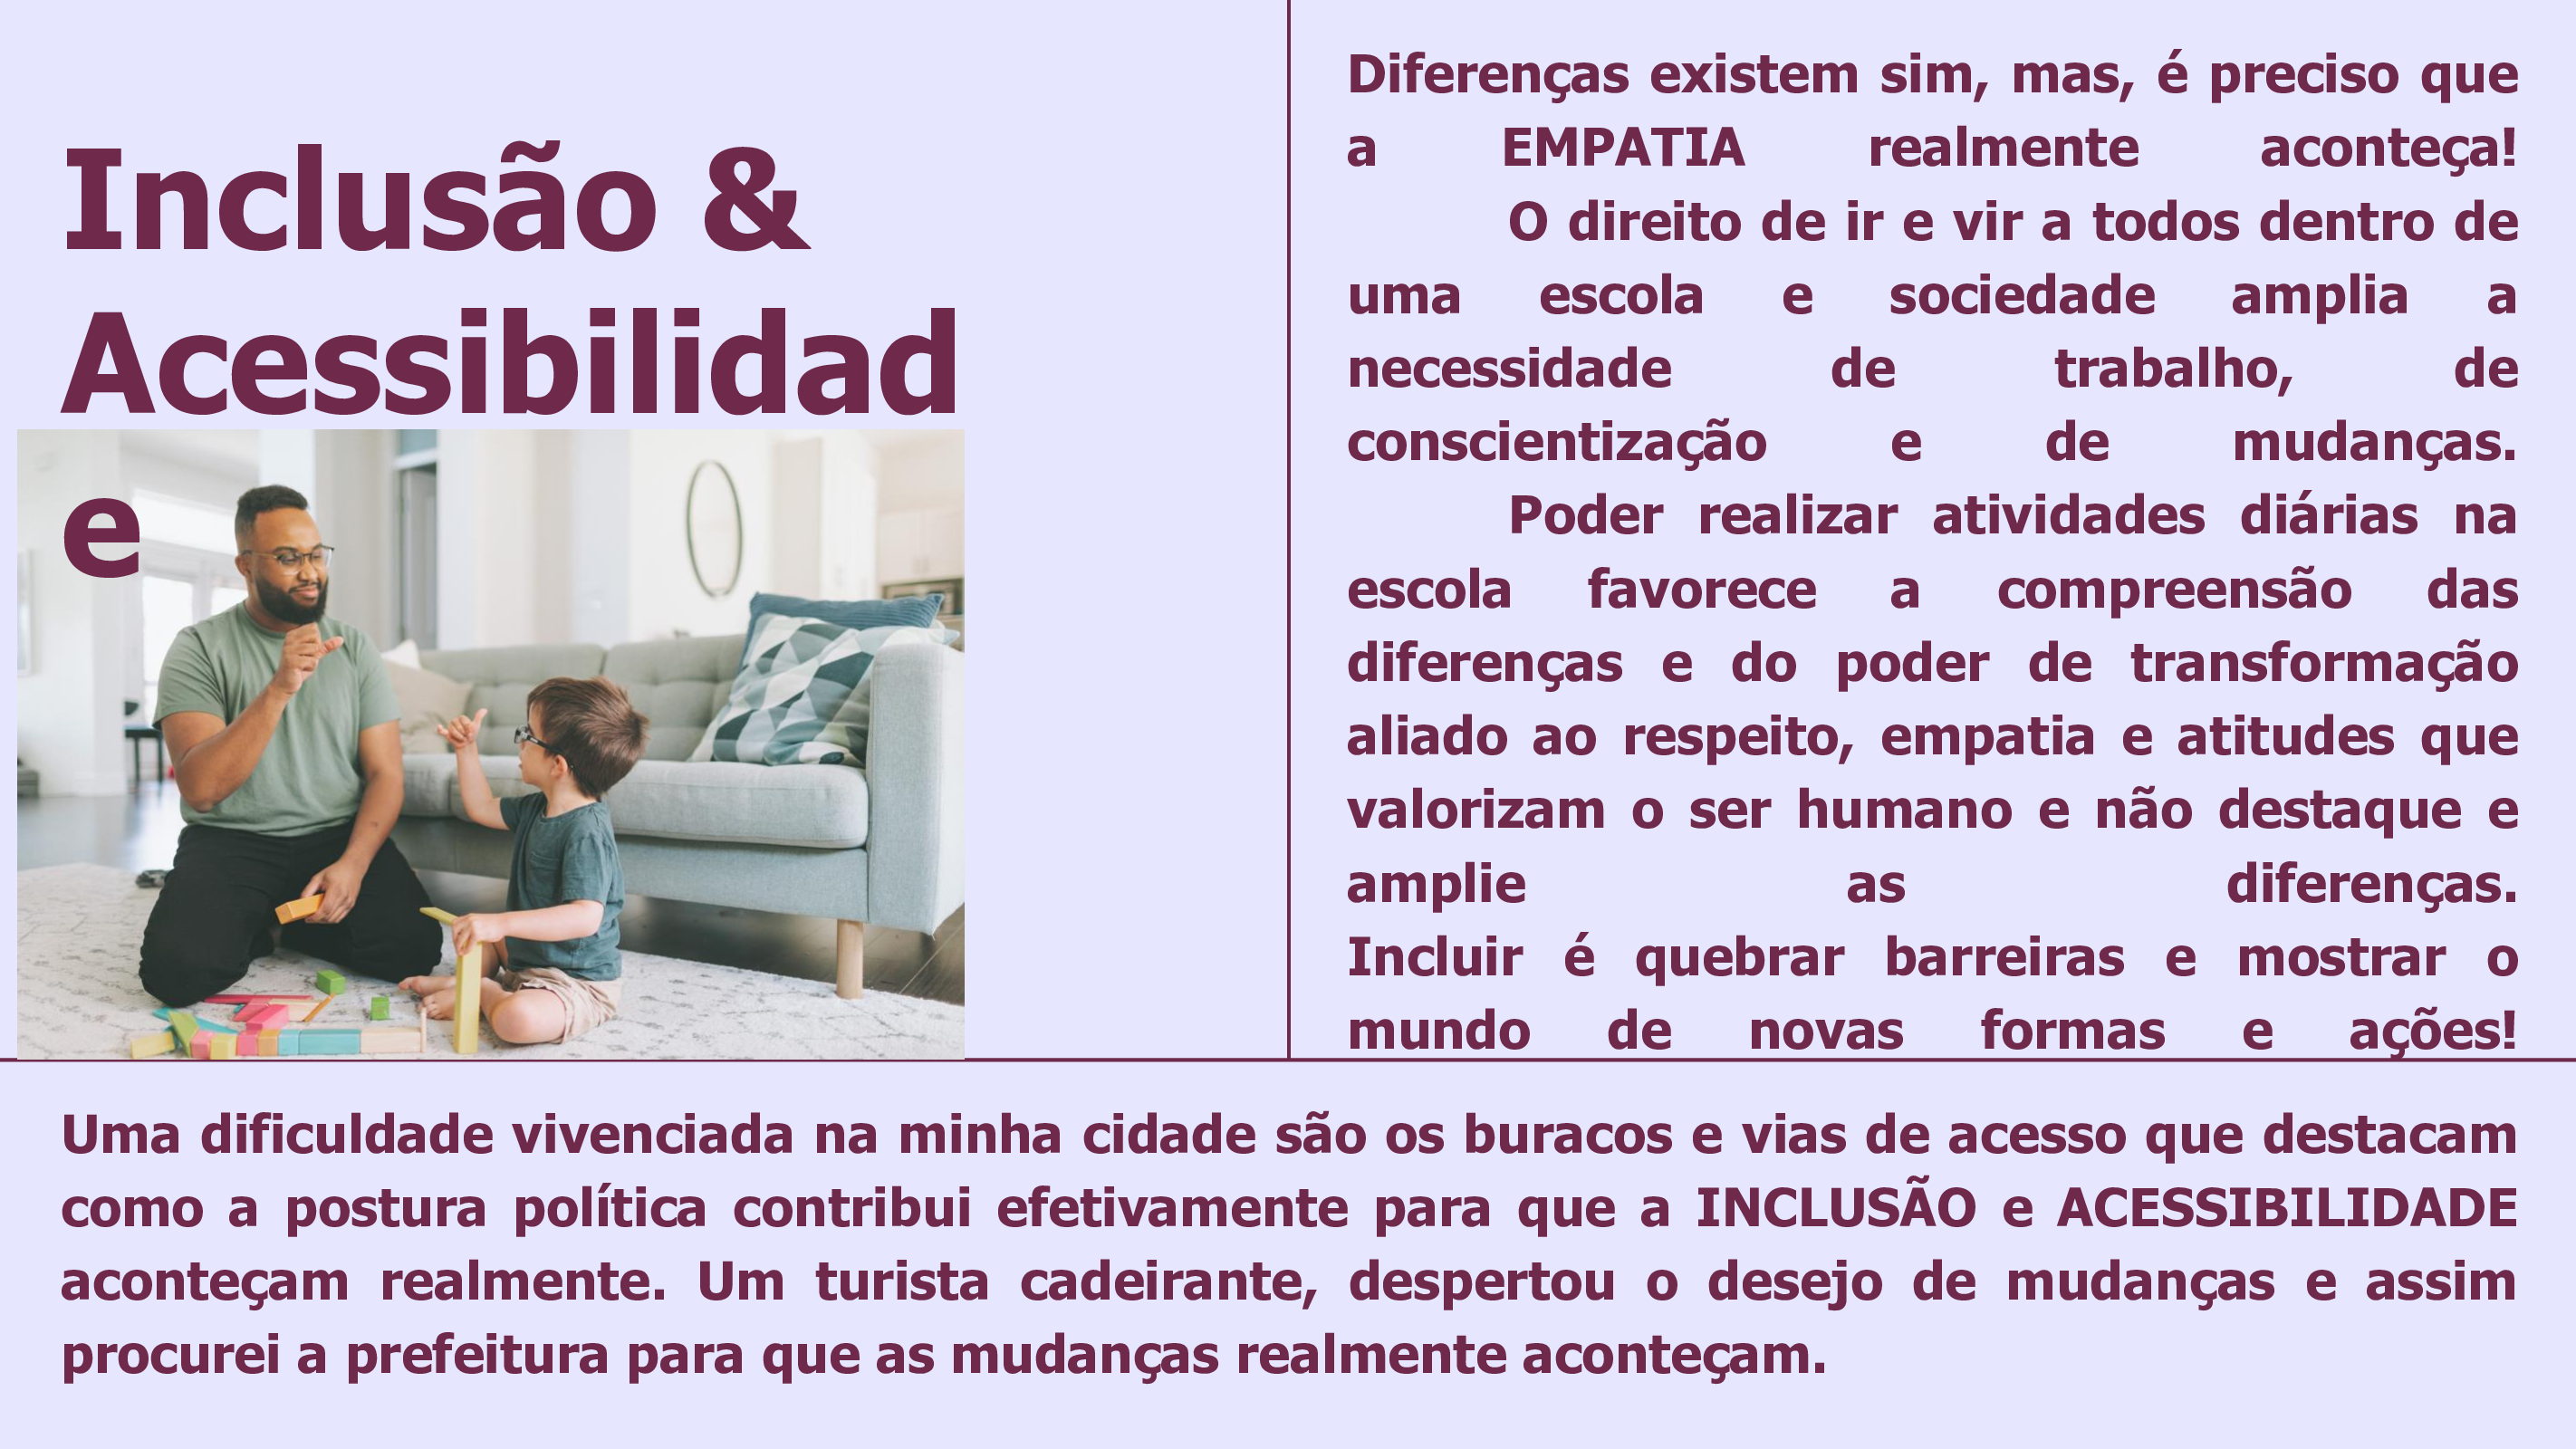 Inclusão &
Acessibilidad
e
Diferenças existem sim, mas, é preciso que
a EMPATIA realmente aconteça!
O direito de ir e vir a todos dentro de
uma escola e sociedade amplia a
necessidade de trabalho, de
conscientização e de mudanças.
Poder realizar atividades diárias na
escola favorece a compreensão das
diferenças e do poder de transformação
aliado ao respeito, empatia e atitudes que
valorizam o ser humano e não destaque e
amplie as diferenças.
Incluir é quebrar barreiras e mostrar o
mundo de novas formas e ações!
Uma dificuldade vivenciada na minha cidade são os buracos e vias de acesso que destacam
como a postura política contribui efetivamente para que a INCLUSÃO e ACESSIBILIDADE
aconteçam realmente. Um turista cadeirante, despertou o desejo de mudanças e assim
procurei a prefeitura para que as mudanças realmente aconteçam.